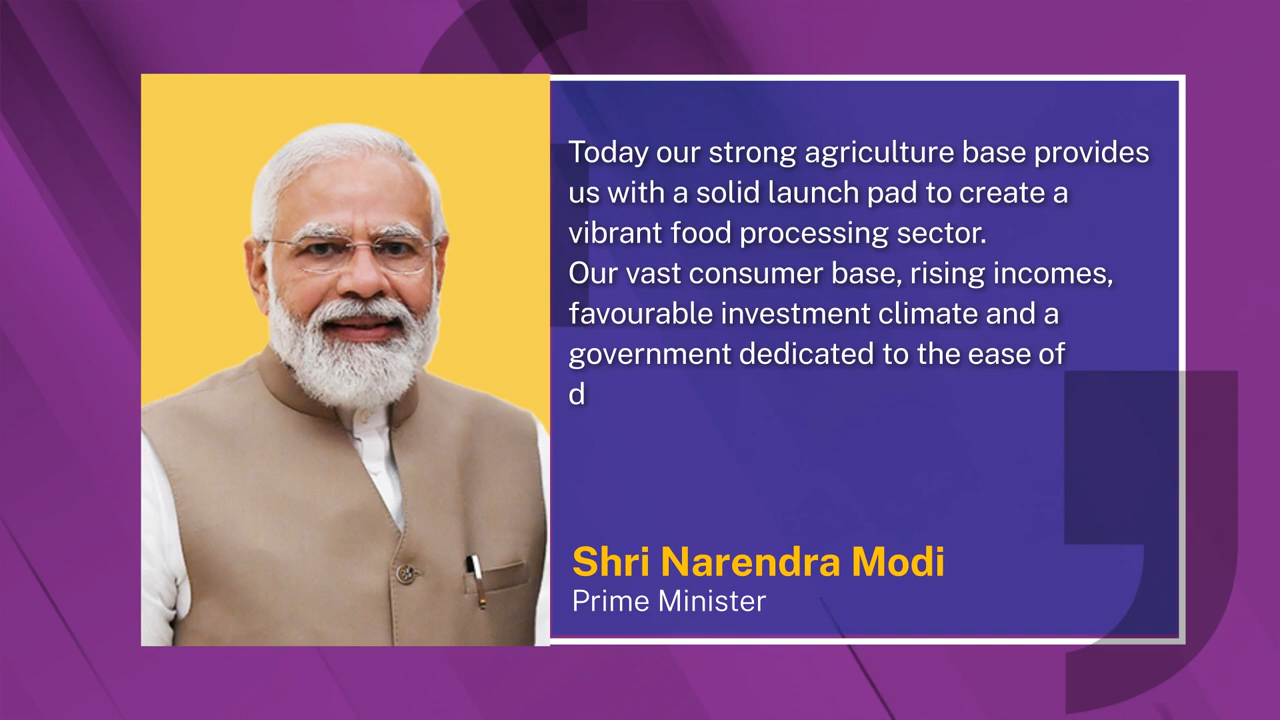 Today our strong agriculture base provides
us with a solid launch pad to create a
vibrant food processing sector.
Our vast consumer base, rising incomes,
favourable investment climate and a
government dedicated to the ease of
d
Shri Narendra Modi
Prime Minister